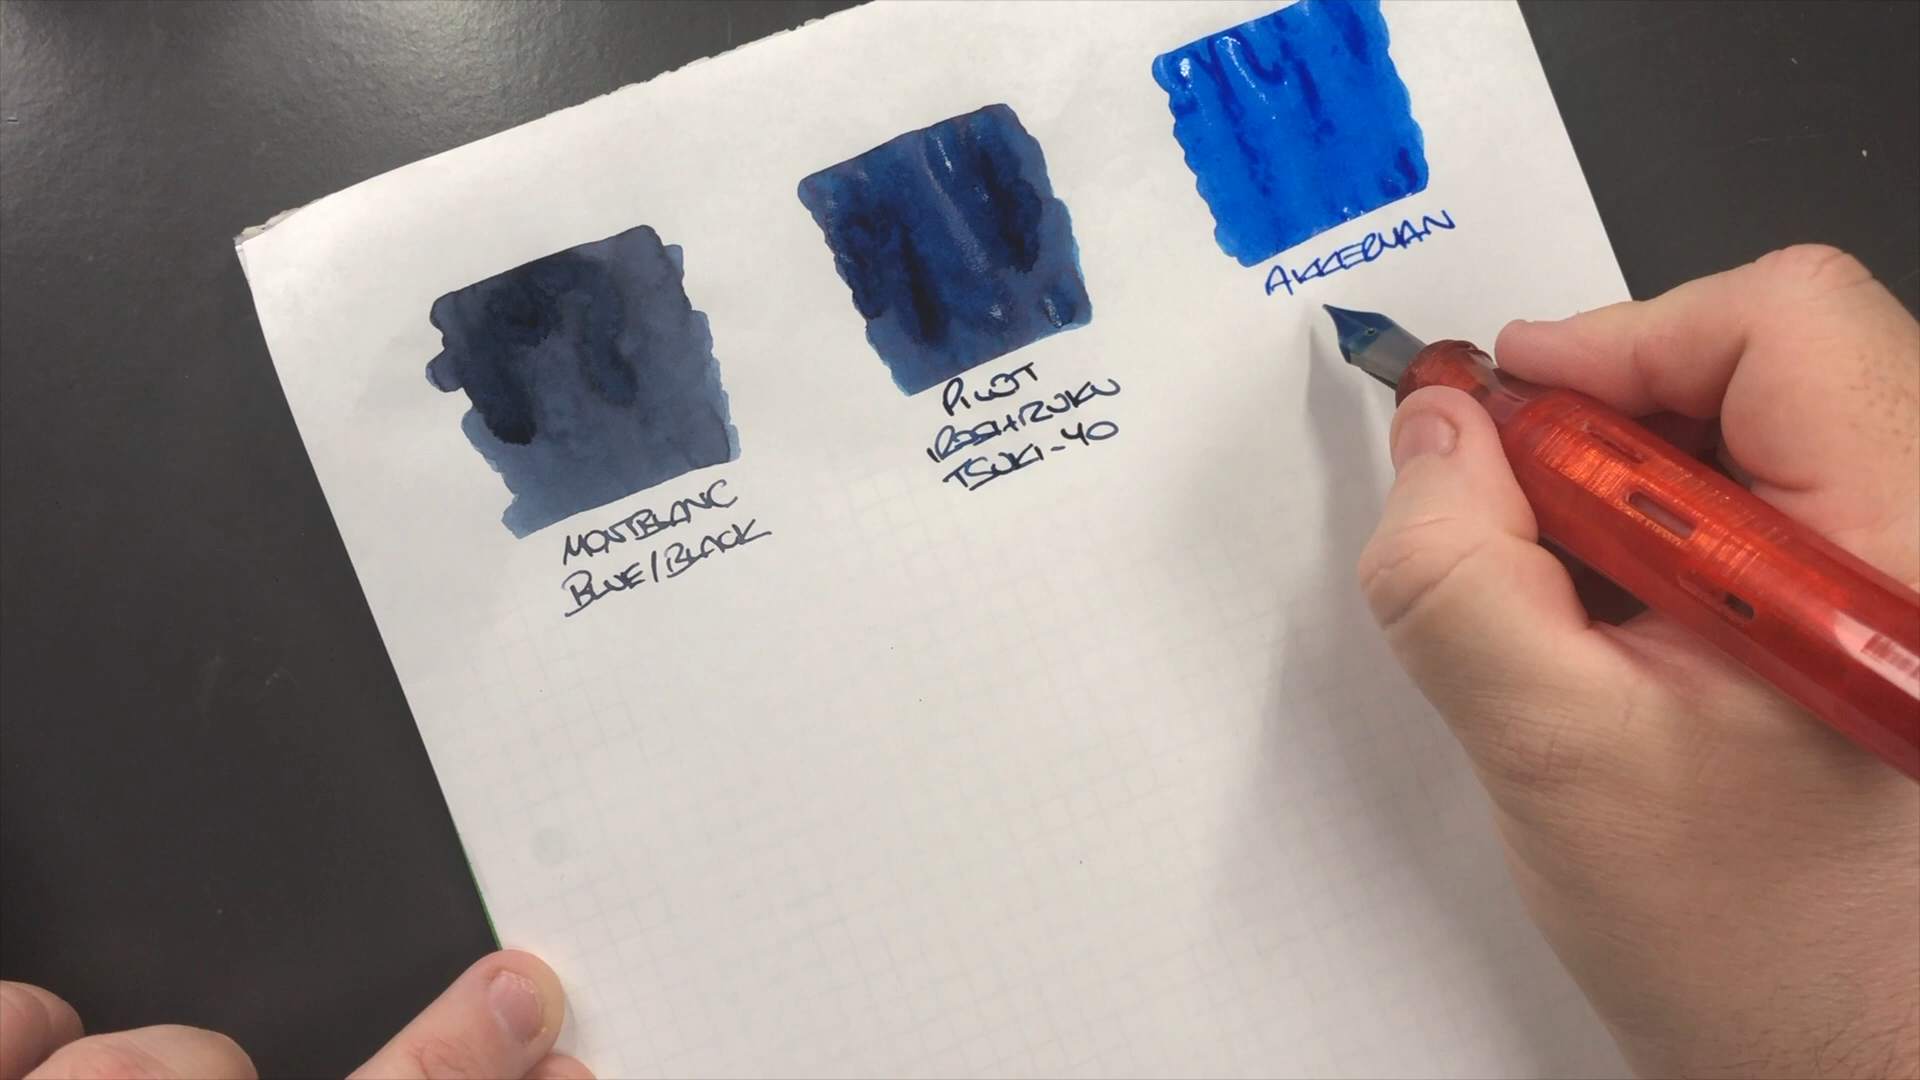 MONTBLANC
BLUE/BLACK
PILOT
IROSHIZUKU
TSUKI-YO
AKKERMAN